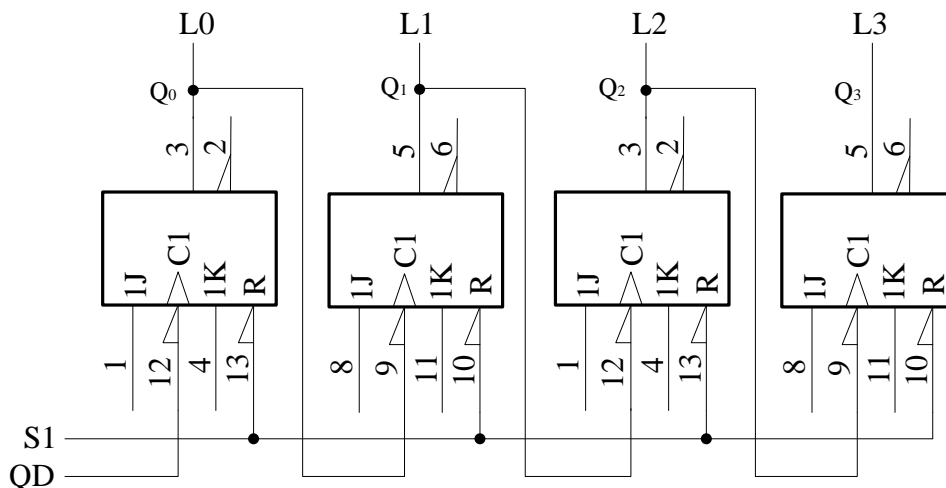 L0 L1 L2 L3
Q0 Q1 Q2 Q3
3 2 5 6 3 2 5 6
C1 C1 C1 C1
1J 1K R 1J 1K R 1J 1K R 1J 1K R
1 12 4 13 8 9 11 10 1 12 4 13 8 9 11 10
S1
QD